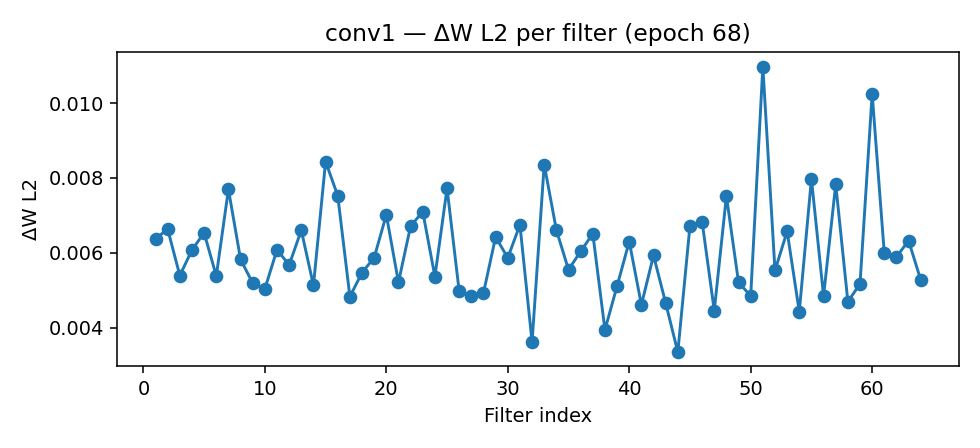 conv1 — ΔW L2 per filter (epoch 68)
ΔW L2
0.010
0.008
0.006
0.004
0 10 20 30 40 50 60
Filter index